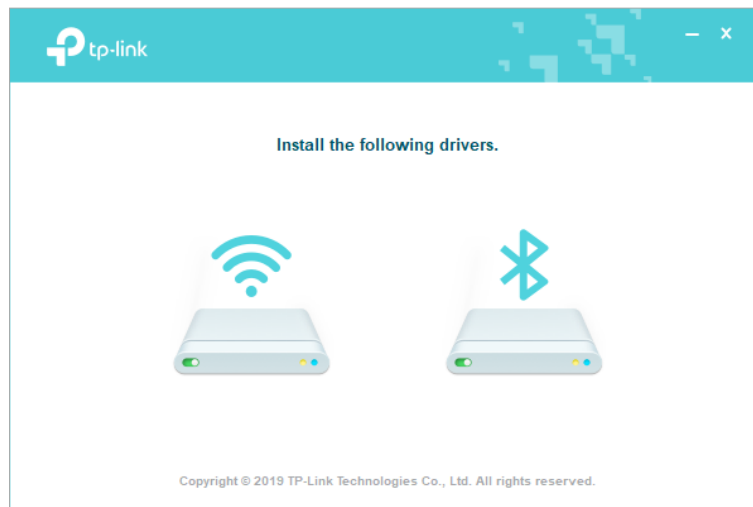 tp-link
Install the following drivers.
Copyright © 2019 TP-Link Technologies Co., Ltd. All rights reserved.